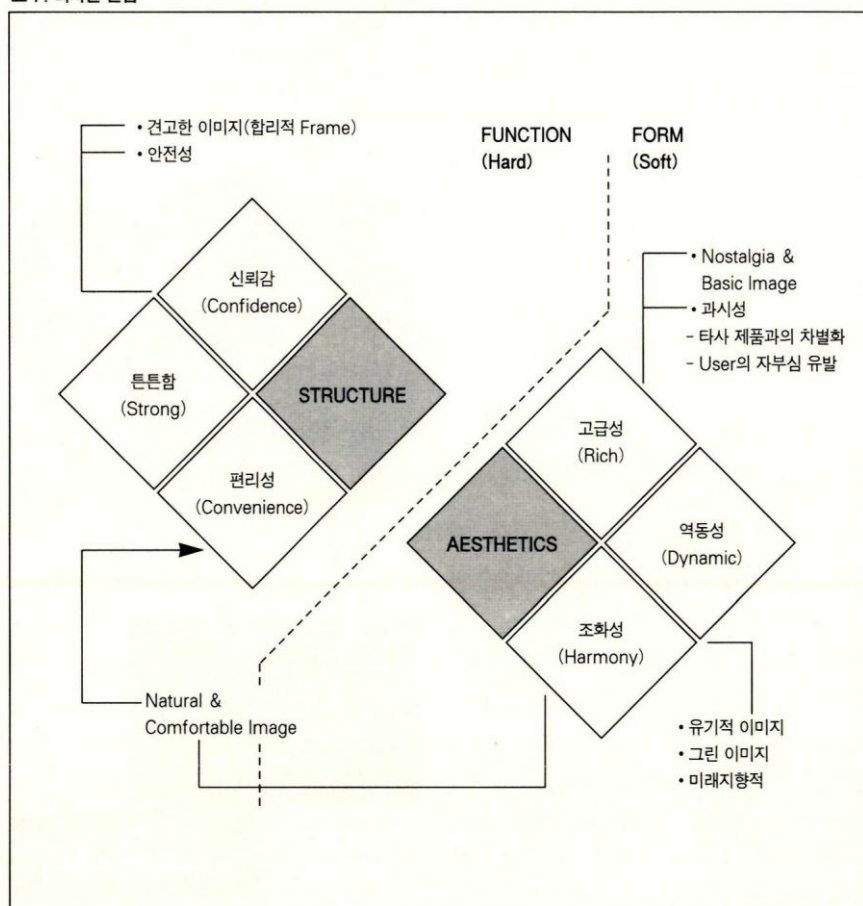 • 견고한 이미지(합리적 Frame)
• 안전성
FUNCTION
(Hard)
FORM
(Soft)
신뢰감
(Confidence)
튼튼함
(Strong)
STRUCTURE
편리성
(Convenience)
• Nostalgia &
Basic Image
• 과시성
- 타사 제품과의 차별화
- User의 자부심 유발
고급성
(Rich)
AESTHETICS
역동성
(Dynamic)
조화성
(Harmony)
Natural &
Comfortable Image
• 유기적 이미지
• 그린 이미지
• 미래지향적